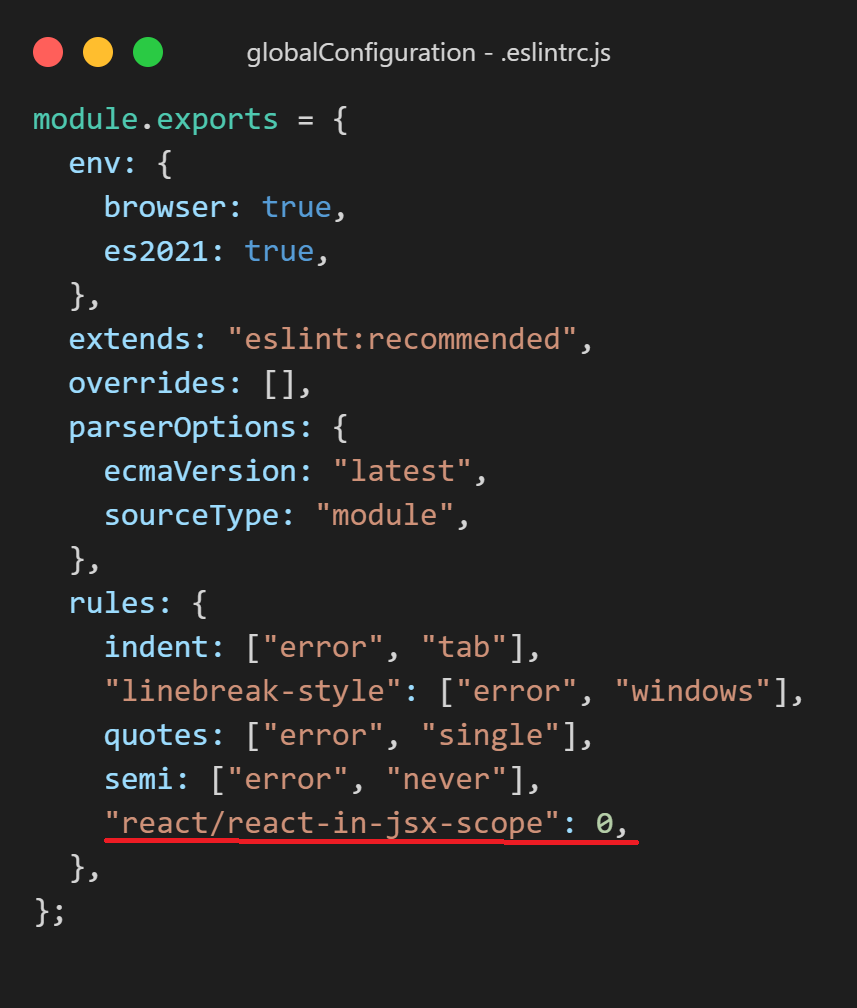 globalConfiguration - .eslintrc.js
module.exports = {
  env: {
    browser: true,
    es2021: true,
  },
  extends: "eslint:recommended",
  overrides: [],
  parserOptions: {
    ecmaVersion: "latest",
    sourceType: "module",
  },
  rules: {
    indent: ["error", "tab"],
    "linebreak-style": ["error", "windows"],
    quotes: ["error", "single"],
    semi: ["error", "never"],
    "react/react-in-jsx-scope": 0,
  },
};